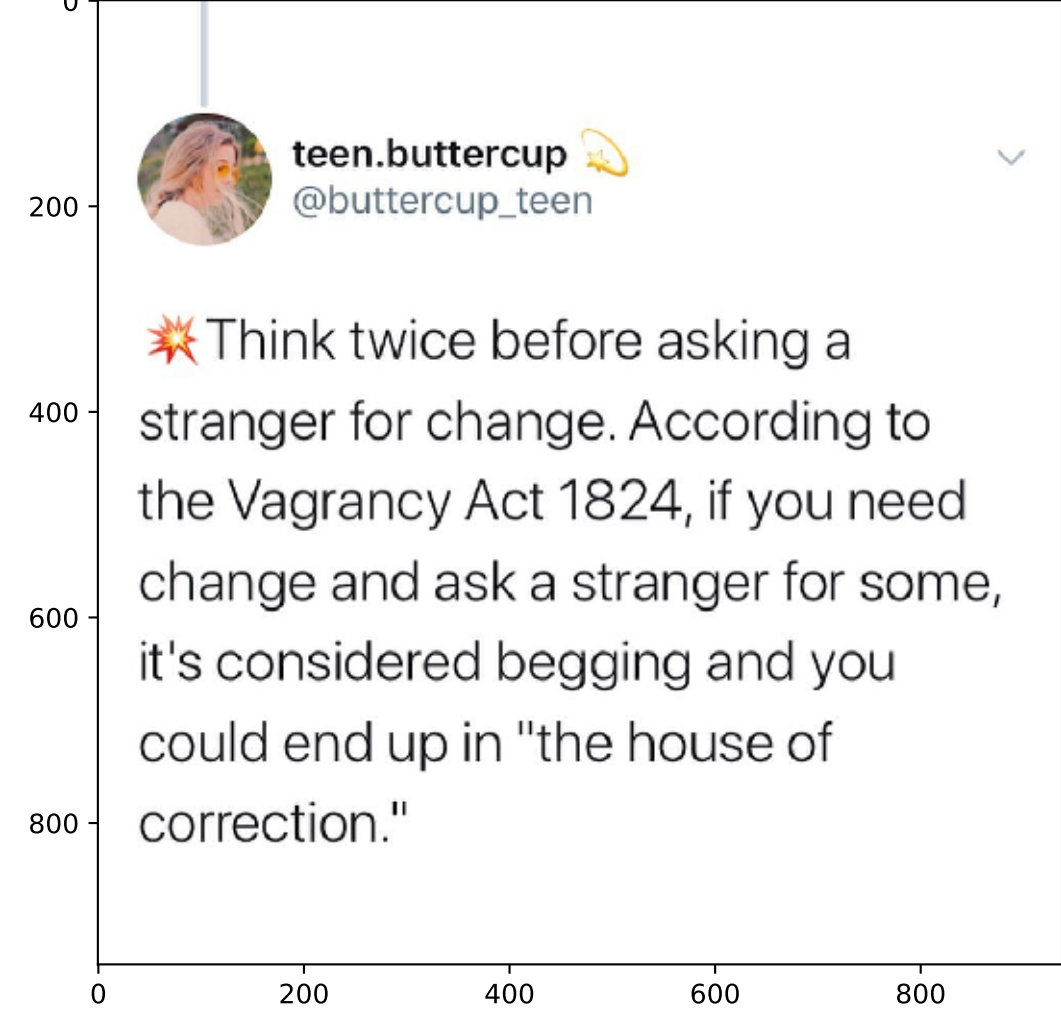 0
teen.buttercup 💫
@buttercup_teen
200
💥Think twice before asking a
400
stranger for change. According to
the Vagrancy Act 1824, if you need
change and ask a stranger for some,
600
it's considered begging and you
could end up in "the house of
800
correction."
0 200 400 600 800